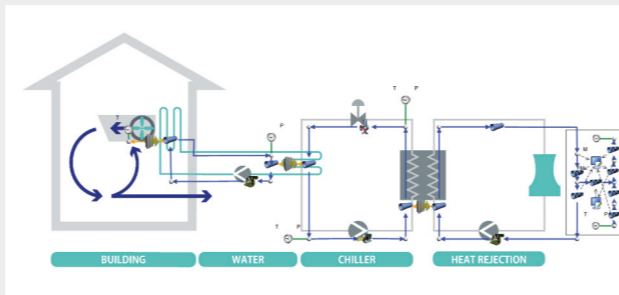 T
P
T P
T P
M
T P
BUILDING
WATER
CHILLER
HEAT REJECTION